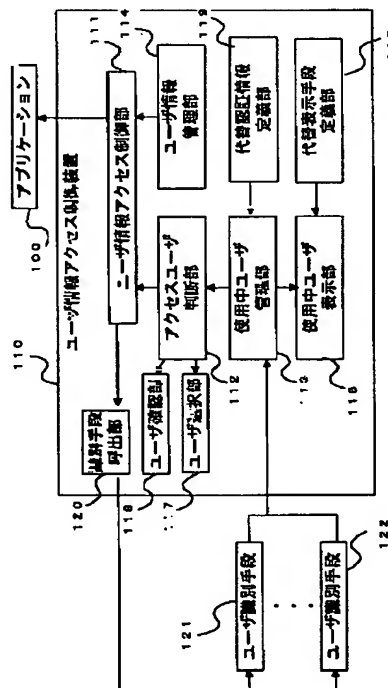 100
アプリケーション
110
ユーザ情報アクセス制御装置
111
ユーザ情報アクセス制御部
114
ユーザ情報
管理部
119
代替認証情報
定義部
代替表示手段
定義部
120
識別手段
呼出部
118
ユーザ確認部
117
ユーザ選択部
112
アクセスユーザ
判断部
113
使用中ユーザ
管理部
使用中ユーザ
表示部
121
ユーザ識別手段
122
ユーザ識別手段